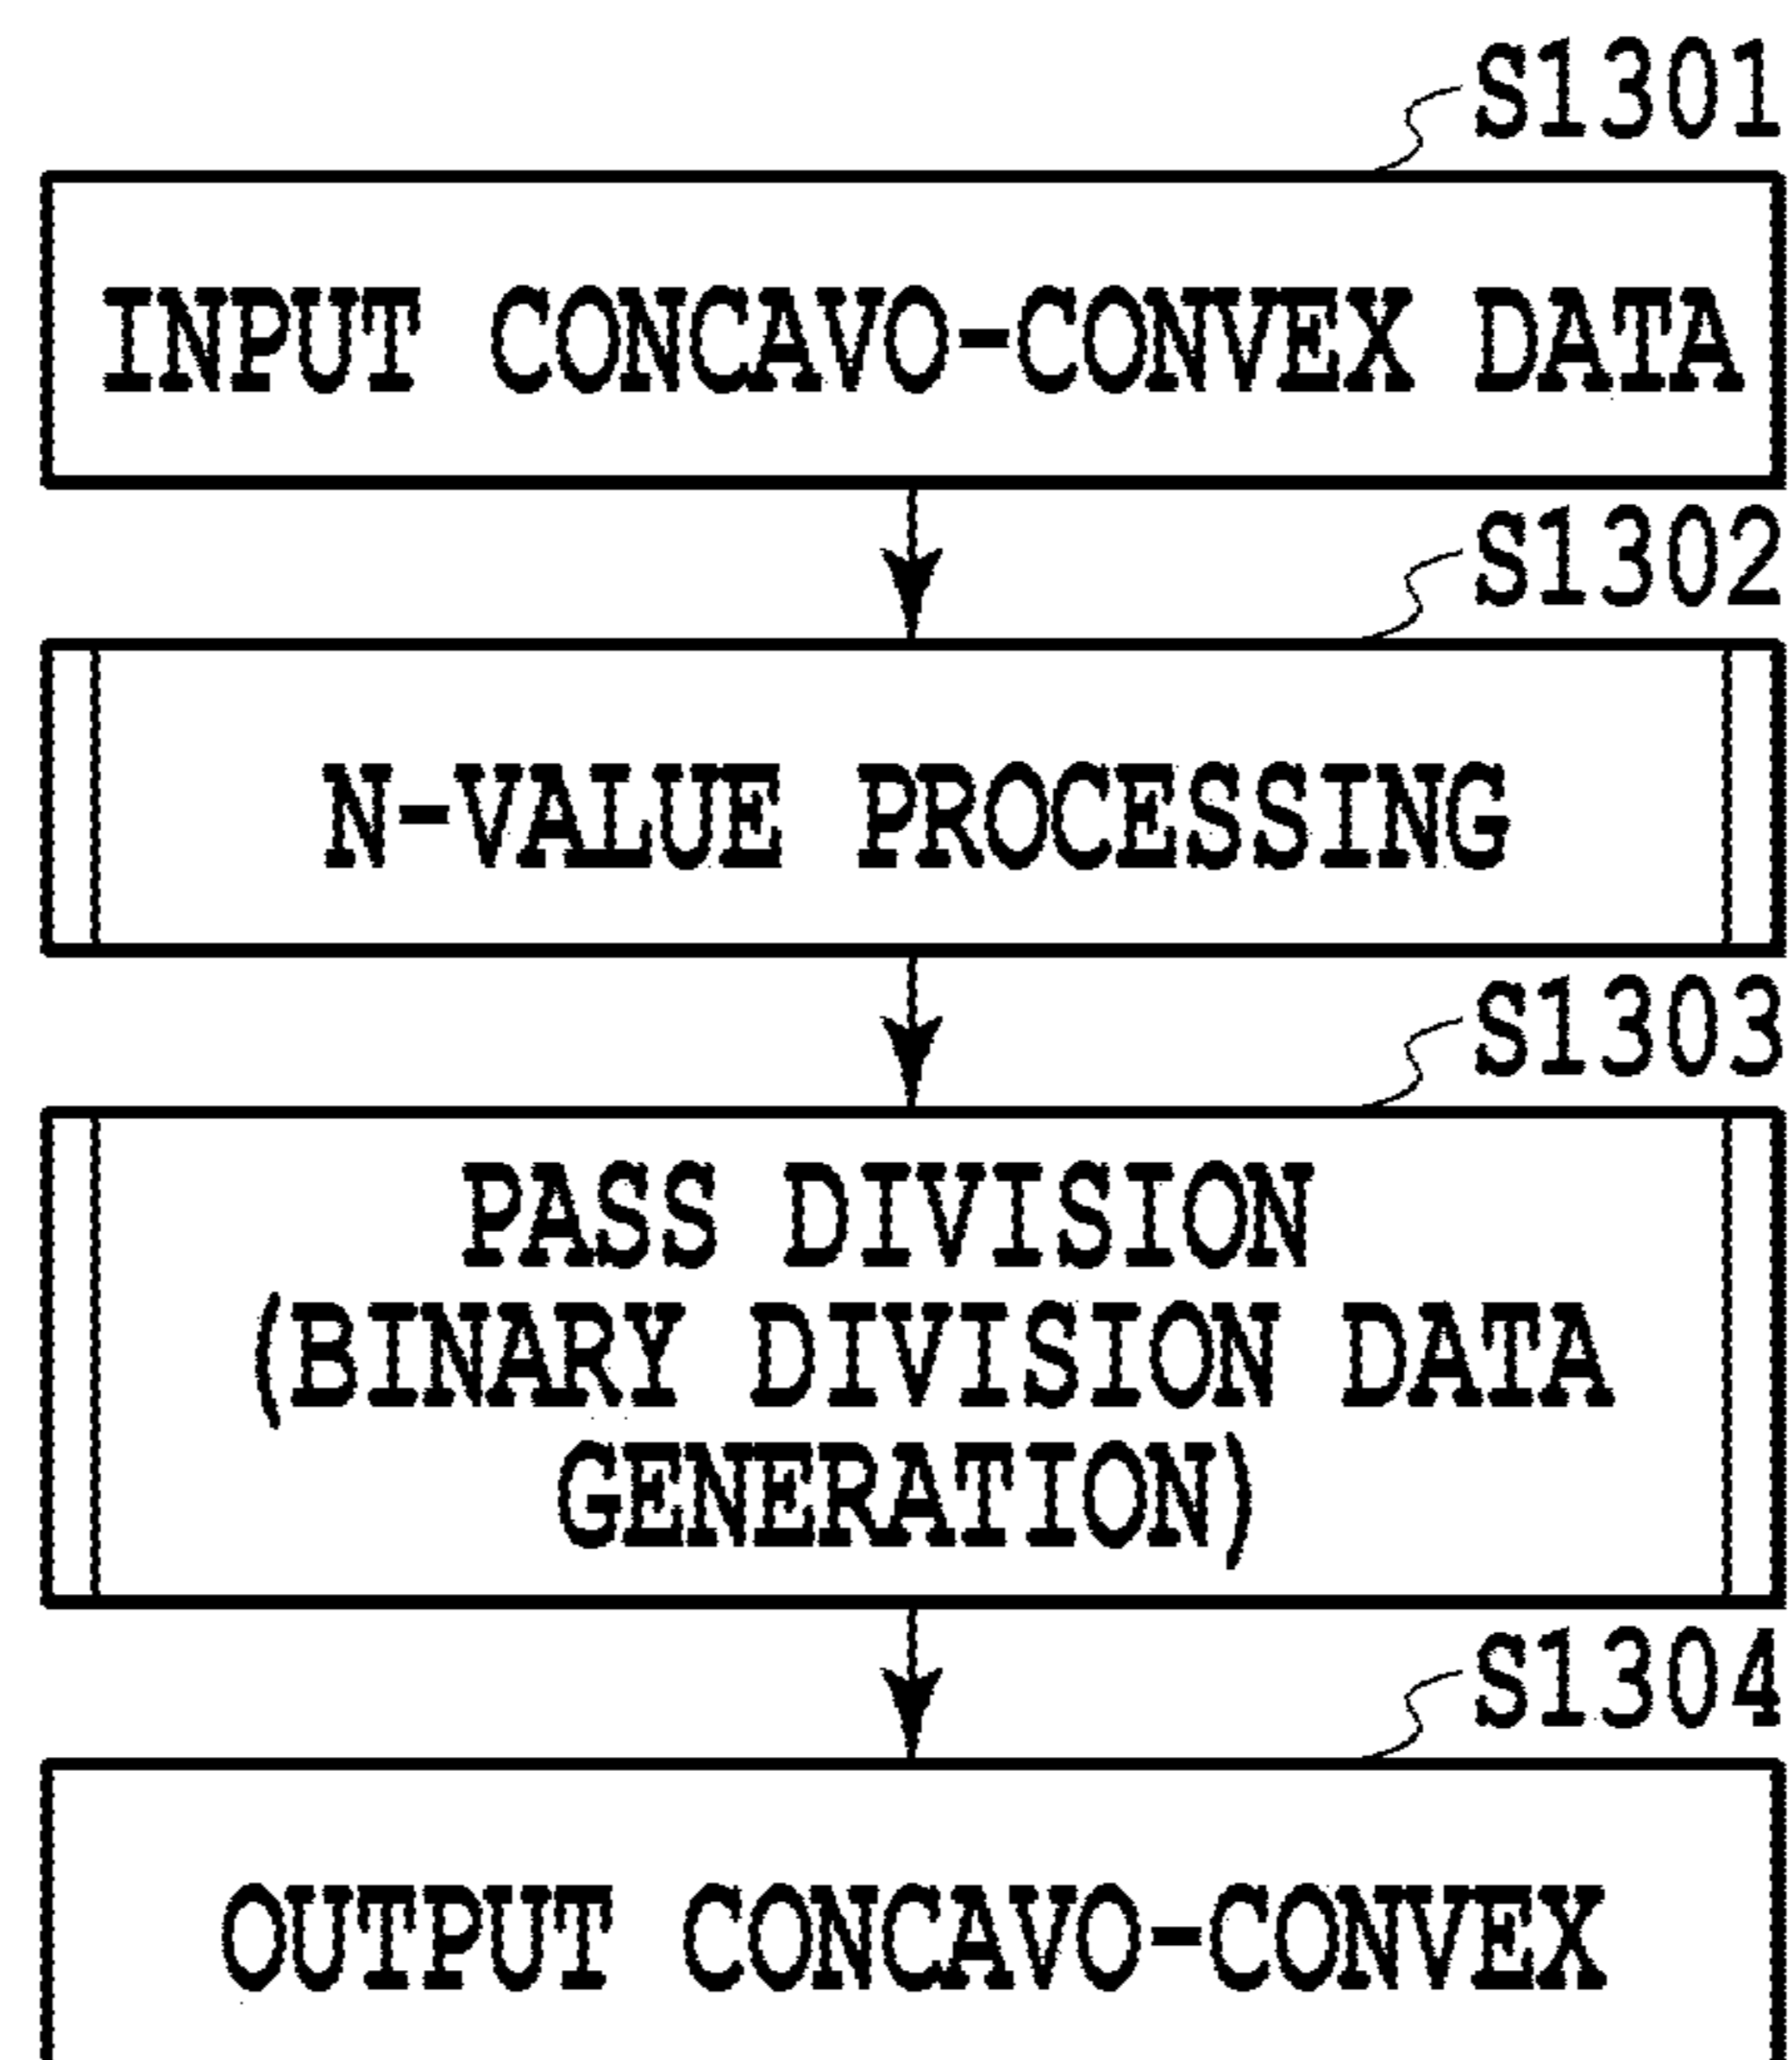 S1301
INPUT CONCAVO-CONVEX DATA
S1302
N-VALUE PROCESSING
S1303
PASS DIVISION
(BINARY DIVISION DATA
GENERATION)
S1304
OUTPUT CONCAVO-CONVEX